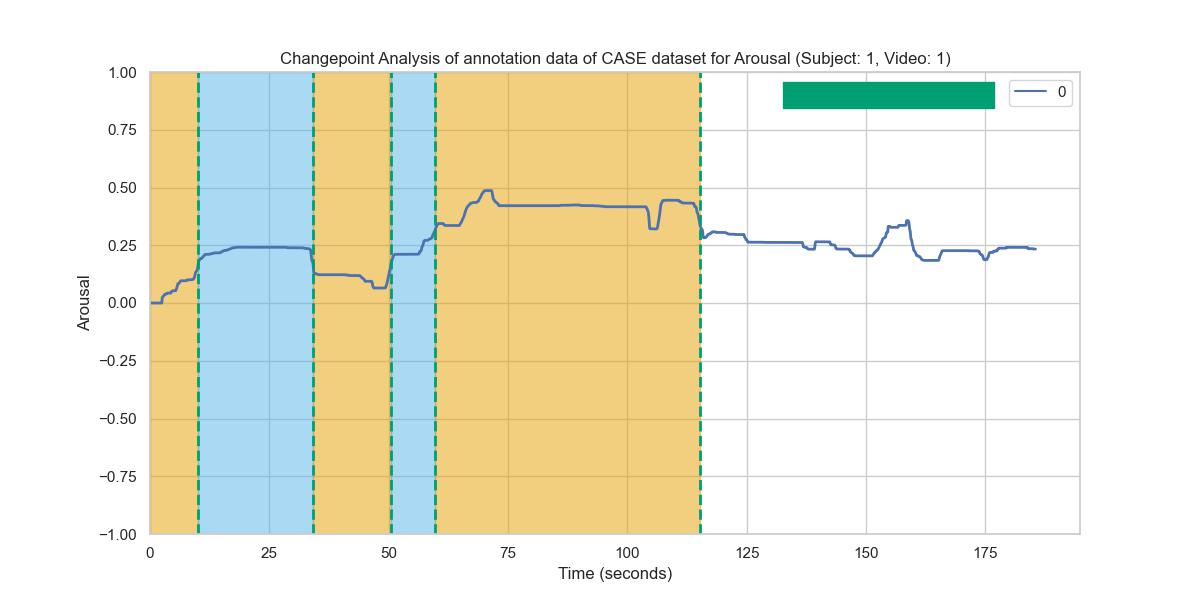 Changepoint Analysis of annotation data of CASE dataset for Arousal (Subject: 1, Video: 1)
0
1.00
0.75
0.50
0.25
0.00
−0.25
−0.50
−0.75
−1.00
Arousal
0 25 50 75 100 125 150 175
Time (seconds)